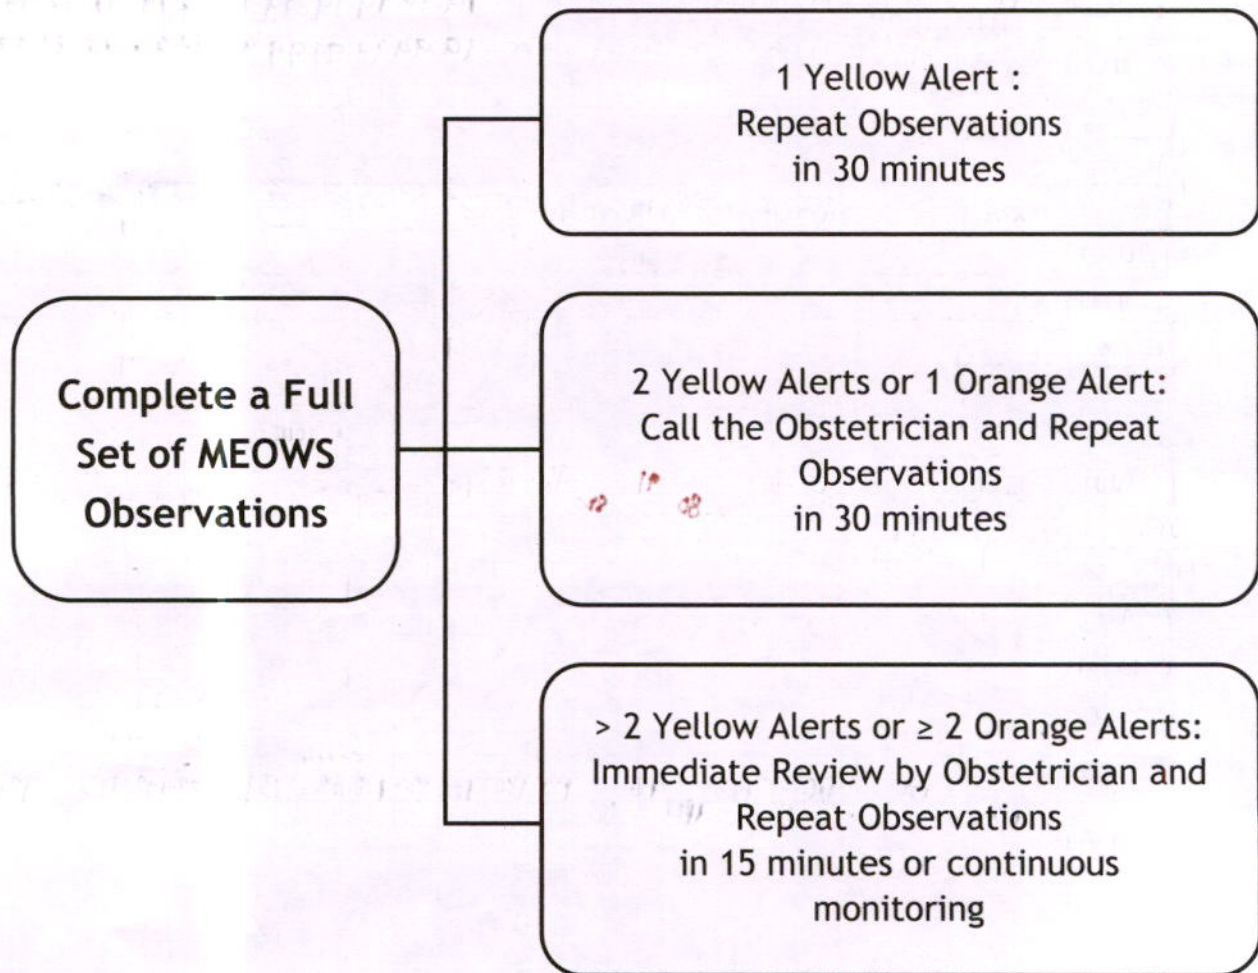 Complete a Full
Set of MEOWS
Observations
1 Yellow Alert :
Repeat Observations
in 30 minutes
2 Yellow Alerts or 1 Orange Alert:
Call the Obstetrician and Repeat
Observations
in 30 minutes
> 2 Yellow Alerts or ≥ 2 Orange Alerts:
Immediate Review by Obstetrician and
Repeat Observations
in 15 minutes or continuous
monitoring